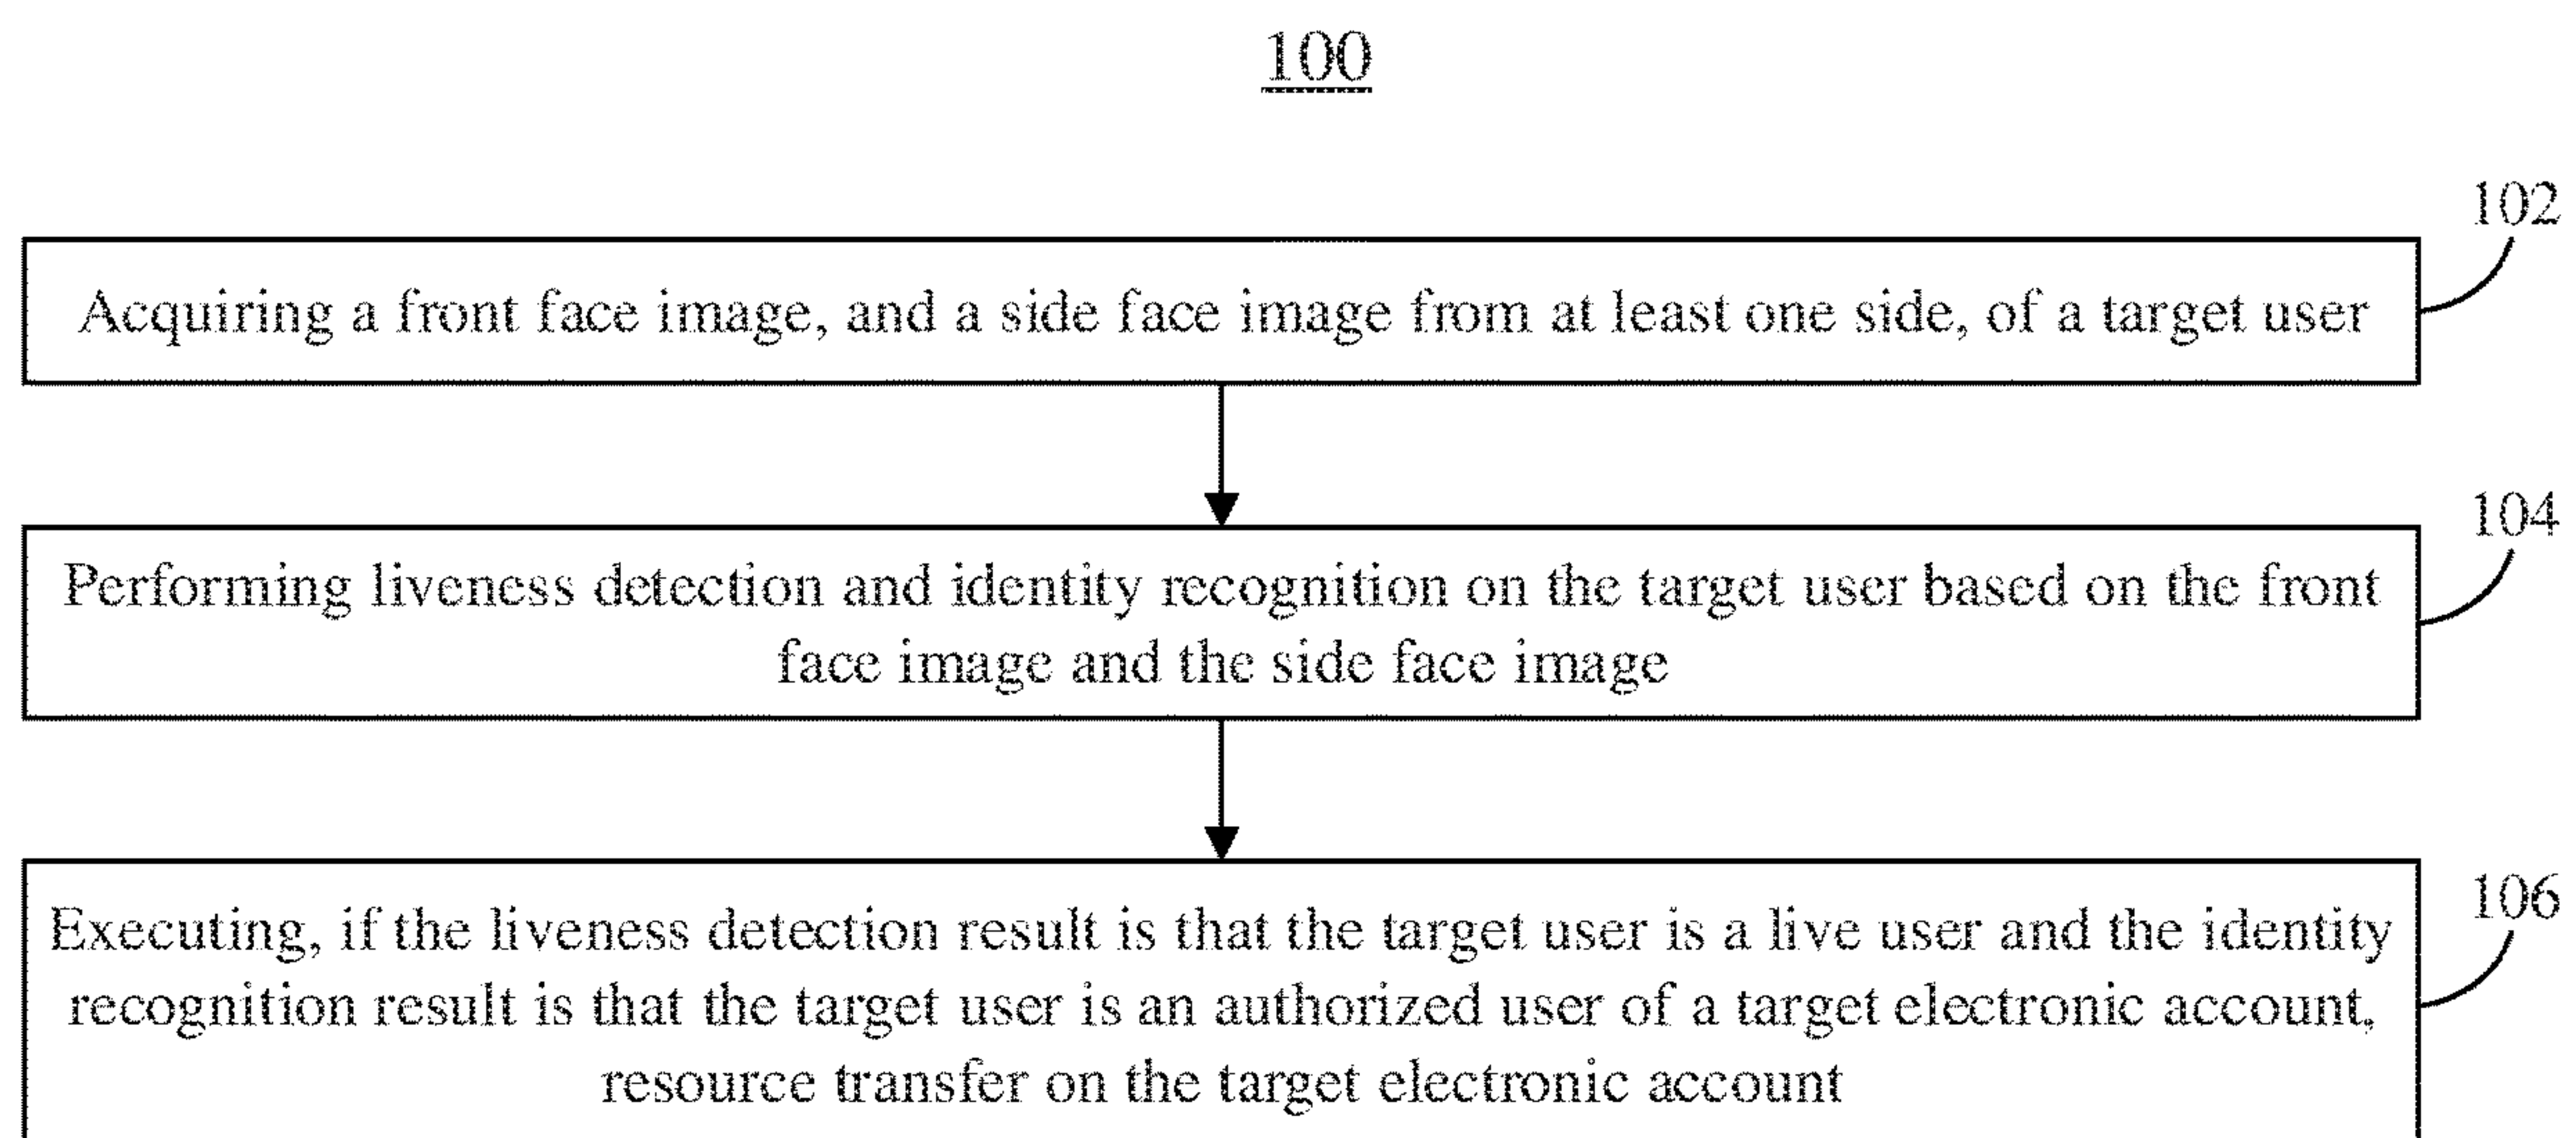 100
102
Acquiring a front face image, and a side face image from at least one side, of a target user
104
Performing liveness detection and identity recognition on the target user based on the front
face image and the side face image
106
Executing, if the liveness detection result is that the target user is a live user and the identity
recognition result is that the target user is an authorized user of a target electronic account,
resource transfer on the target electronic account